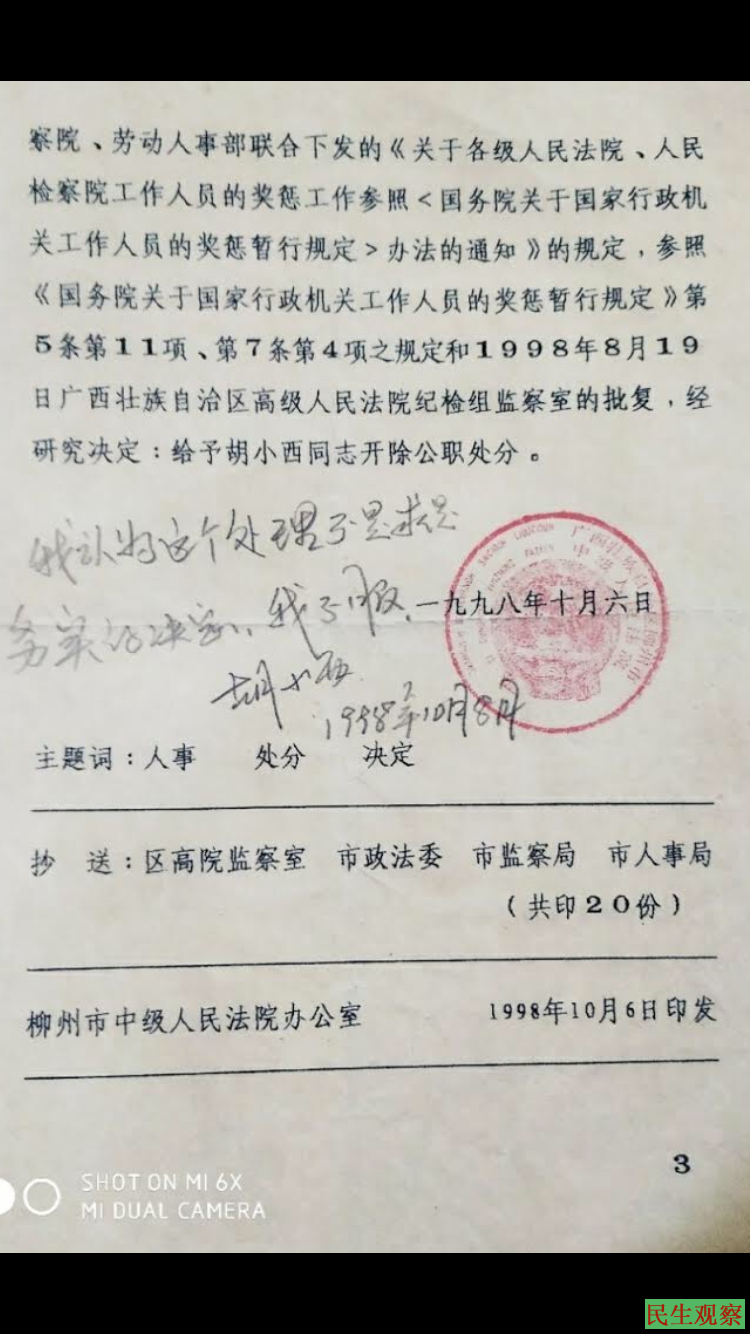 察院、劳动人事部联合下发的《关于各级人民法院、人民
检察院工作人员的奖惩工作参照<国务院关于国家行政机
关工作人员的奖惩暂行规定>办法的通知》的规定，参照
《国务院关于国家行政机关工作人员的奖惩暂行规定》第
5条第11项、第7条第4项之规定和1998年8月19
日广西壮族自治区高级人民法院纪检组监察室的批复，经
研究决定：给予胡小西同志开除公职处分。
我认为这个处理不是求是
务实的决定，我不服。
一九九八年十月六日
胡小西
1998年10月8日
主题词：人事 处分 决定
抄 送：区高院监察室 市政法委 市监察局 市人事局
（共印20份）
柳州市中级人民法院办公室 1998年10月6日印发
3
SHOT ON MI 6X
MI DUAL CAMERA
民生观察